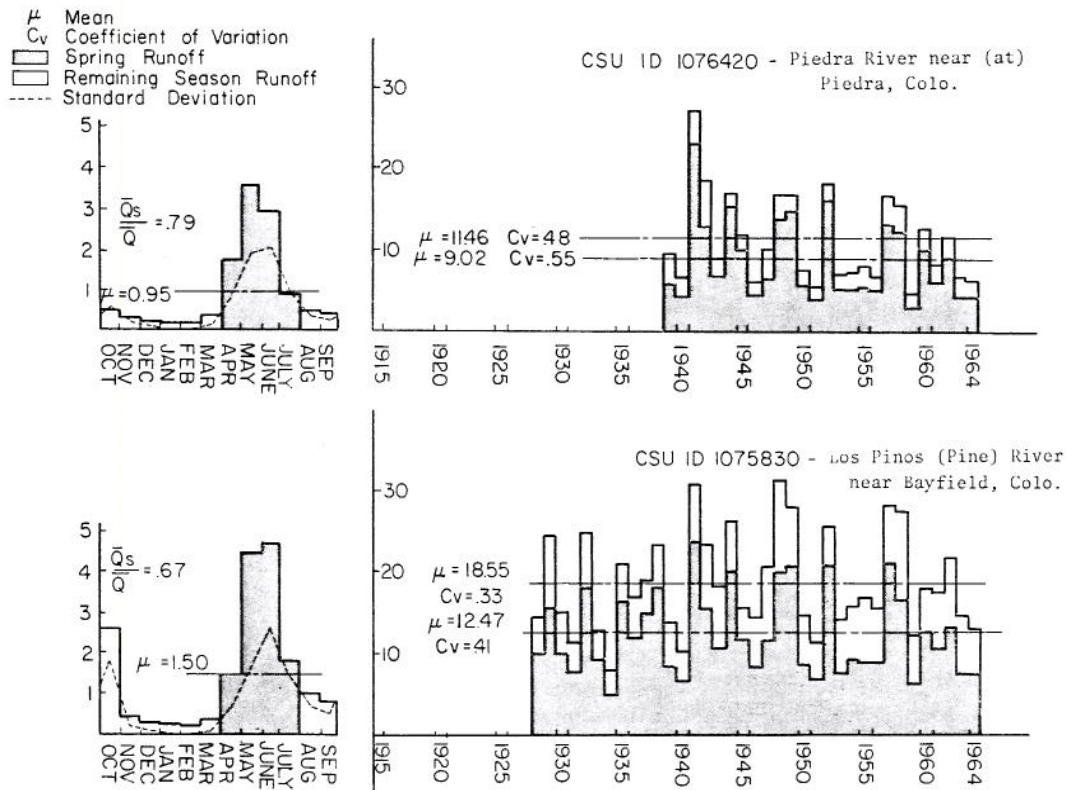 μ Mean
Cv Coefficient of Variation
Spring Runoff
Remaining Season Runoff
Standard Deviation
CSU ID 1076420 - Piedra River near (at)
Piedra, Colo.
5
4
3
2
1
Q̄s
Q̄
=.79
μ=0.95
OCT
NOV
DEC
JAN
FEB
MAR
APR
MAY
JUNE
JULY
AUG
SEP
30
20
10
μ=11.46 Cv=.48
μ=9.02 Cv=.55
1915
1920
1925
1930
1935
1940
1945
1950
1955
1960
1964
CSU ID 1075830 - Los Pinos (Pine) River
near Bayfield, Colo.
5
4
3
2
1
Q̄s
Q̄
=.67
μ=1.50
OCT
NOV
DEC
JAN
FEB
MAR
APR
MAY
JUNE
JULY
AUG
SEP
30
20
10
μ=18.55
Cv=.33
μ=12.47
Cv=41
1915
1920
1925
1930
1935
1940
1945
1950
1955
1960
1964